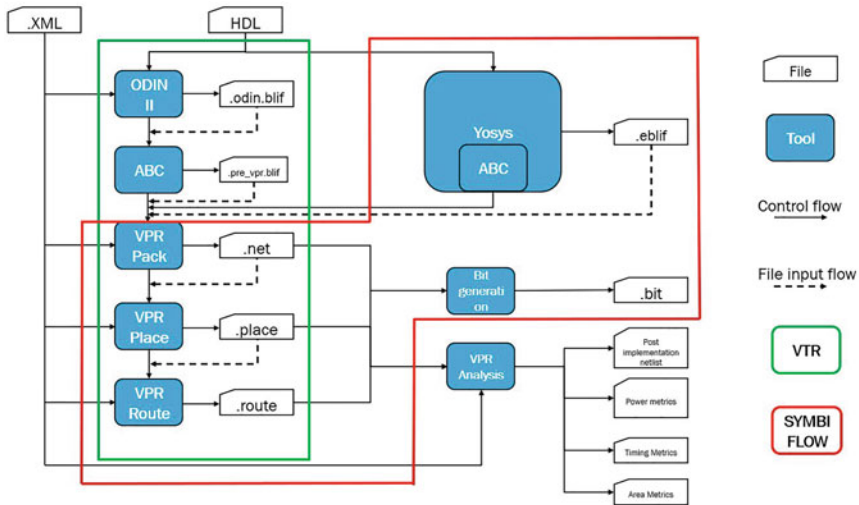 .XML
HDL
ODIN
II
.odin.blif
ABC
.pre_vpr.blif
Yosys
ABC
.eblif
VPR
Pack
.net
VPR
Place
.place
VPR
Route
.route
Bit
generati
on
.bit
VPR
Analysis
Post
implementation
netlist
Power metrics
Timing Metrics
Area Metrics
File
Tool
Control flow
File input flow
VTR
SYMBI
FLOW